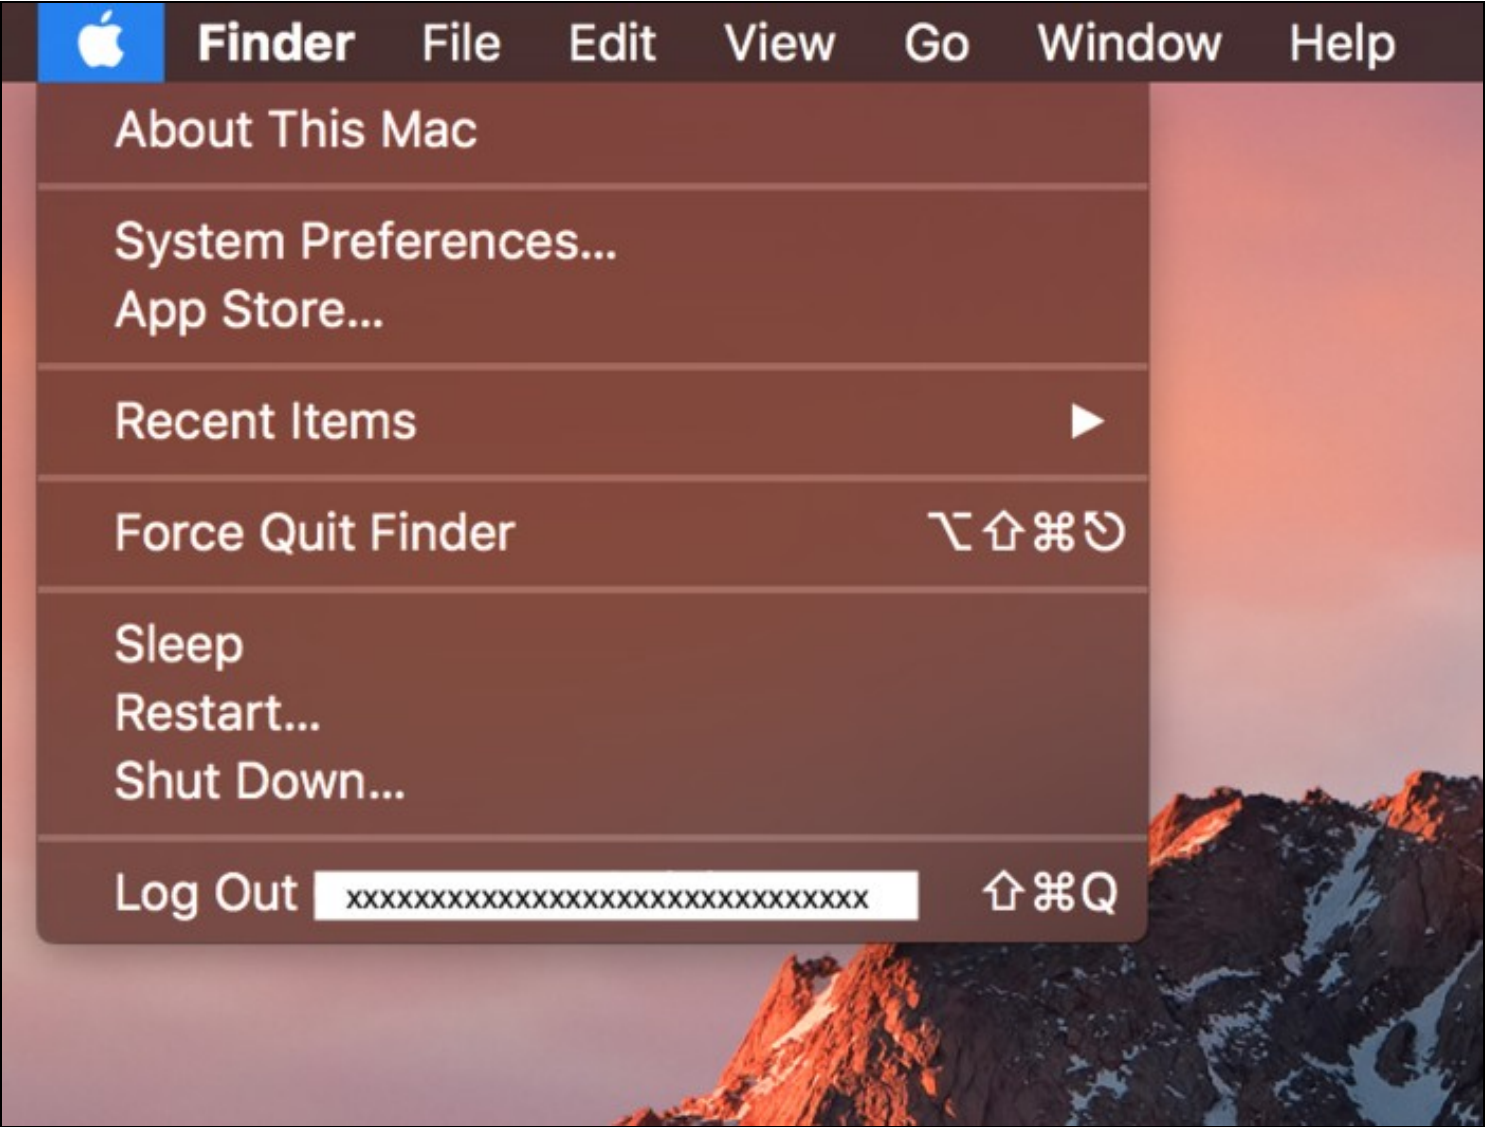 Finder File Edit View Go Window Help
About This Mac
System Preferences...
App Store...
Recent Items ▶
Force Quit Finder ⌥⇧⌘⎋
Sleep
Restart...
Shut Down...
Log Out xxxxxxxxxxxxxxxxxxxxxxxxxxxxxxx ⇧⌘Q